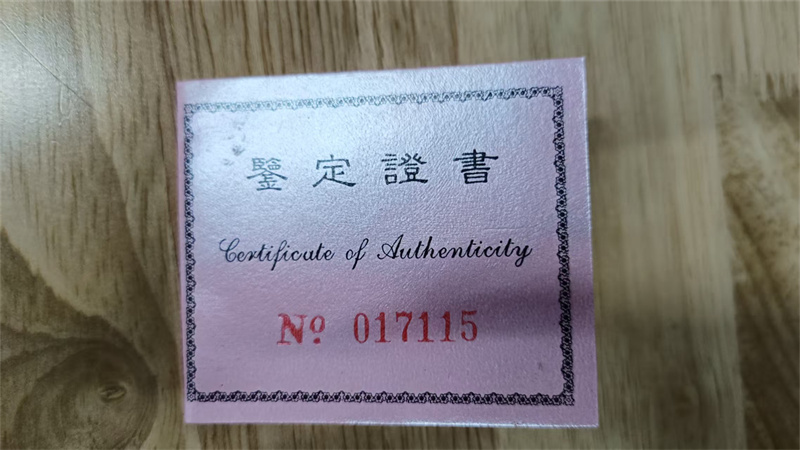 鑒定證書
Certificate of Authenticity
Nº 017115